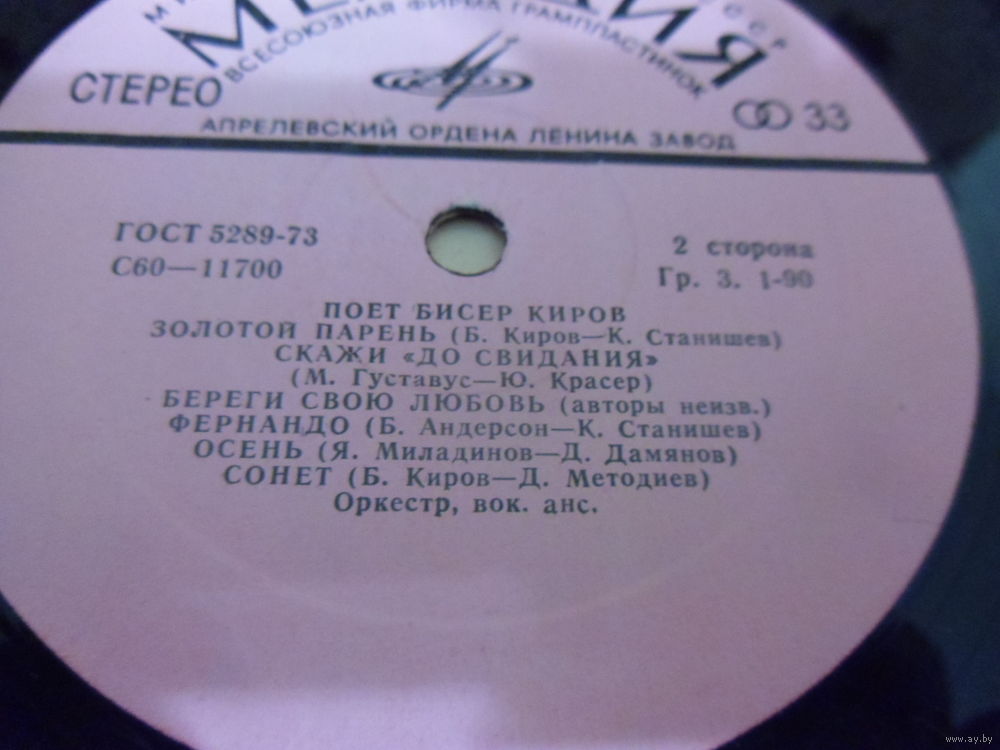 ВСЕСОЮЗНАЯ ФИРМА ГРАМПЛАСТИНОК
СТЕРЕО
33
АПРЕЛЕВСКИЙ ОРДЕНА ЛЕНИНА ЗАВОД
ГОСТ 5289-73
С60—11700
2 сторона
Гр. 3. 1-90
ПОЕТ БИСЕР КИРОВ
ЗОЛОТОЙ ПАРЕНЬ (Б. Киров—К. Станишев)
СКАЖИ «ДО СВИДАНИЯ»
(М. Густавус—Ю. Красер)
БЕРЕГИ СВОЮ ЛЮБОВЬ (авторы неизв.)
ФЕРНАНДО (Б. Андерсон—К. Станишев)
ОСЕНЬ (Я. Миладинов—Д. Дамянов)
СОНЕТ (Б. Киров—Д. Методиев)
Оркестр, вок. анс.
www.ay.by